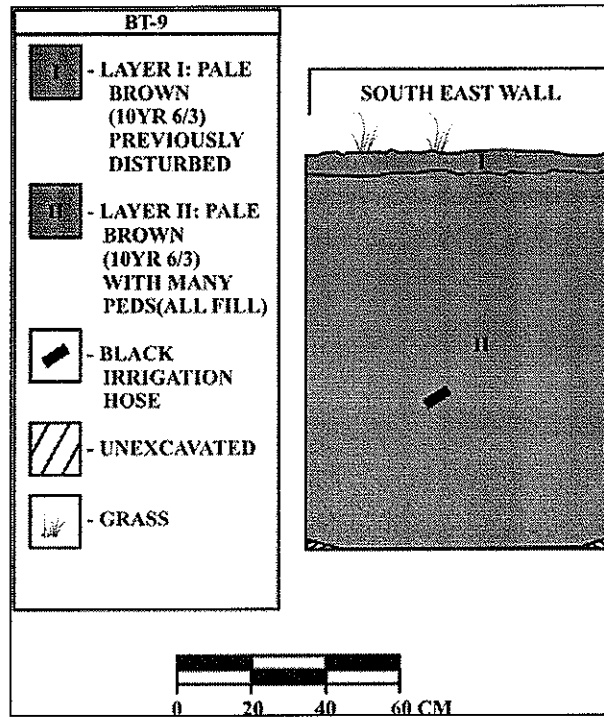 BT-9
I
- LAYER I: PALE
BROWN
(10YR 6/3)
PREVIOUSLY
DISTURBED
II
- LAYER II: PALE
BROWN
(10YR 6/3)
WITH MANY
PEDS(ALL FILL)
- BLACK
IRRIGATION
HOSE
- UNEXCAVATED
- GRASS
SOUTH EAST WALL
I
II
0 20 40 60 CM